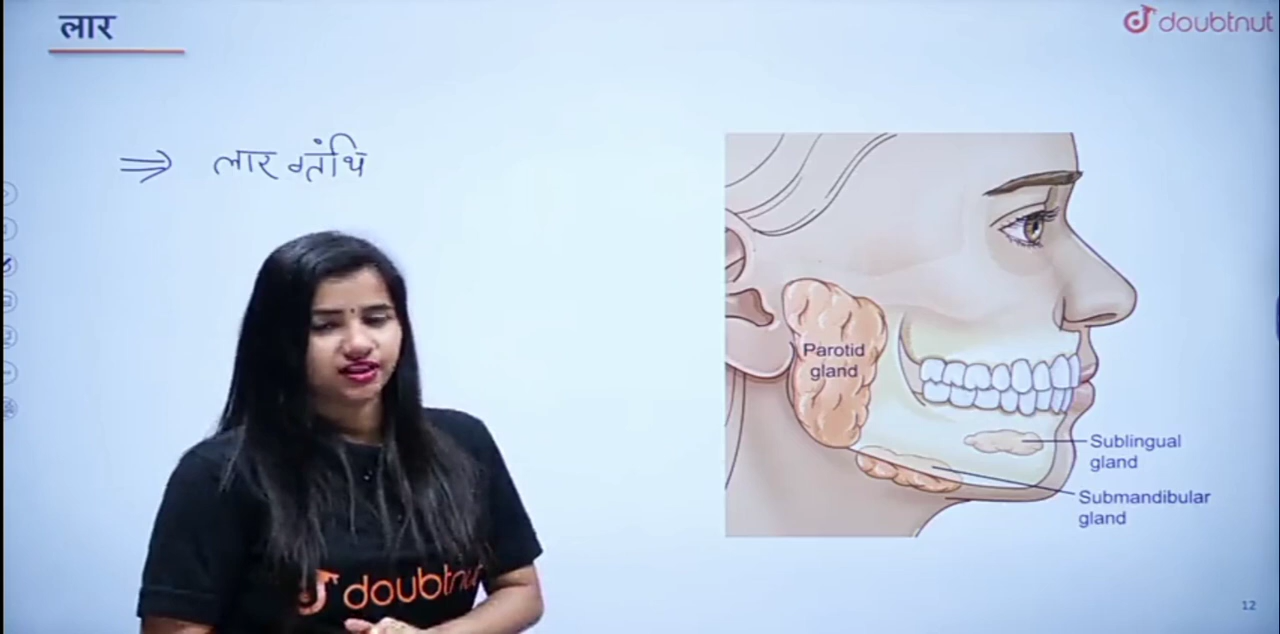 लार
doubtnut
⇒ लार ग्रंथि
Parotid
gland
Sublingual
gland
Submandibular
gland
doubtnut
12